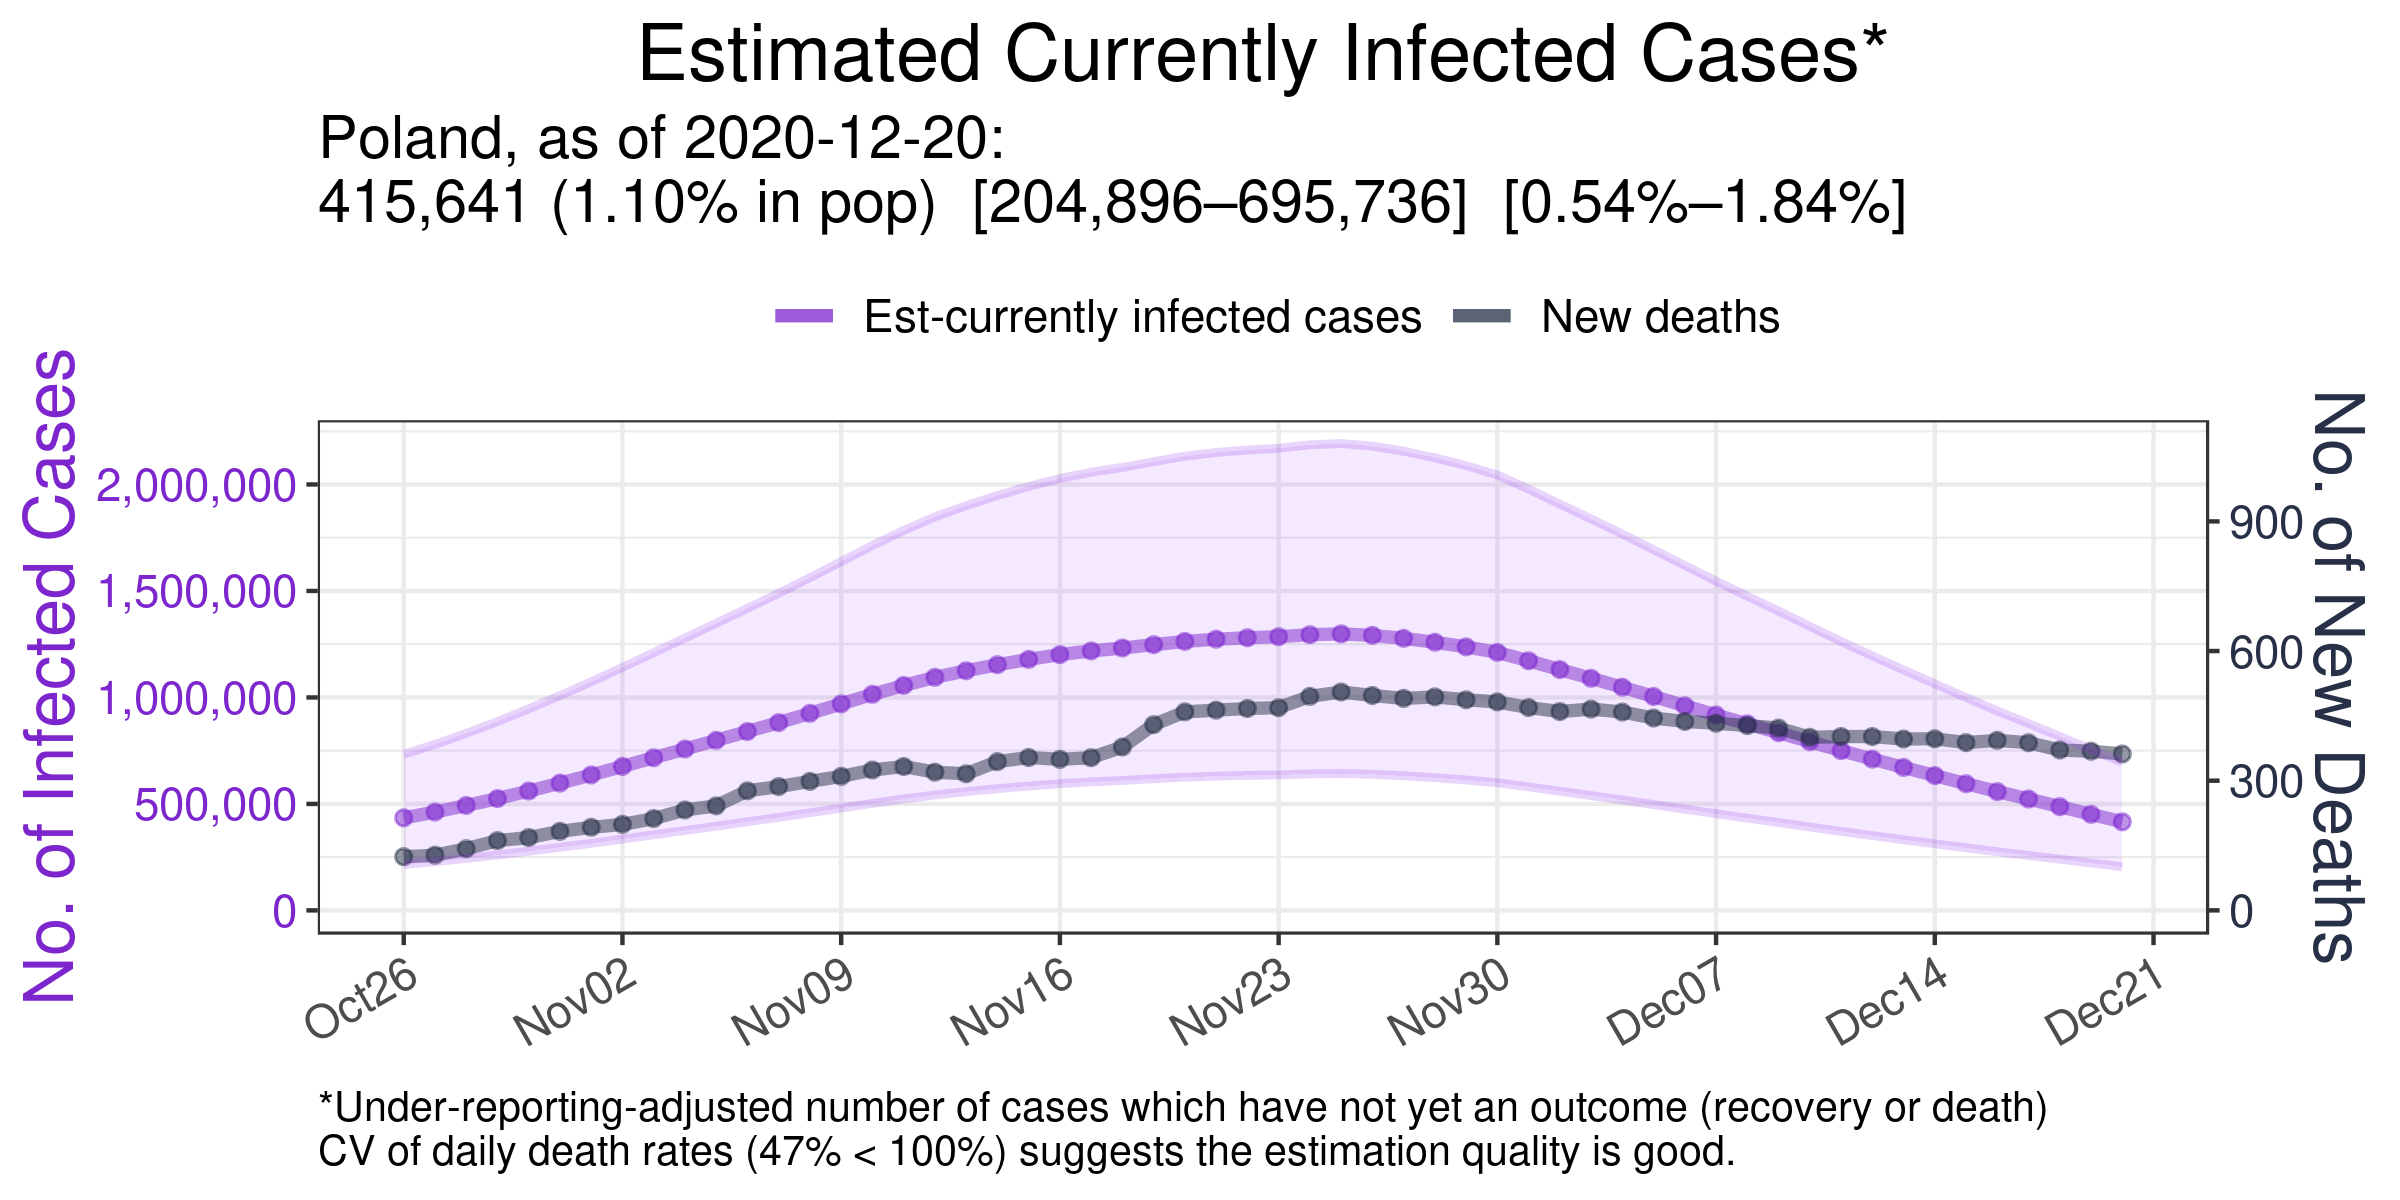 Estimated Currently Infected Cases*
Poland, as of 2020-12-20:
415,641 (1.10% in pop) [204,896–695,736] [0.54%–1.84%]
Est-currently infected cases
New deaths
No. of Infected Cases
2,000,000
1,500,000
1,000,000
500,000
0
No. of New Deaths
900
600
300
0
Oct26
Nov02
Nov09
Nov16
Nov23
Nov30
Dec07
Dec14
Dec21
*Under-reporting-adjusted number of cases which have not yet an outcome (recovery or death)
CV of daily death rates (47% < 100%) suggests the estimation quality is good.